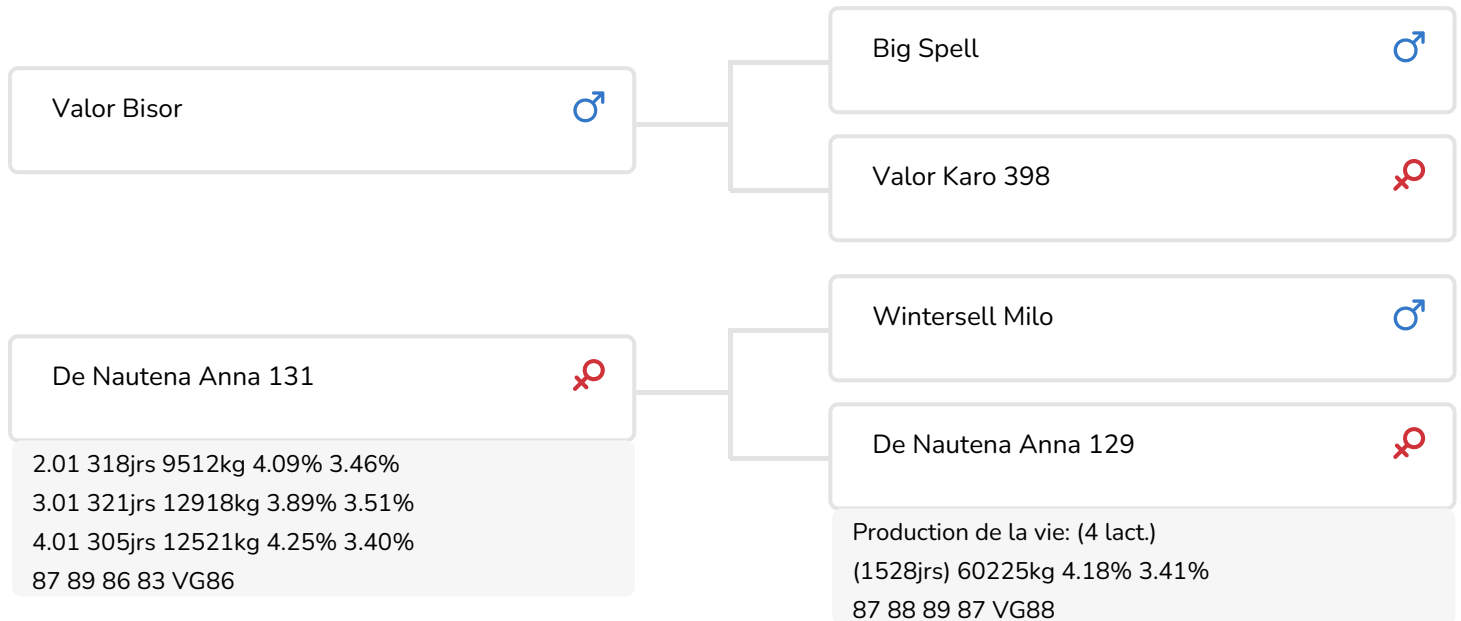 Valor Bisor
Big Spell
Valor Karo 398
De Nautena Anna 131
2.01 318jrs 9512kg 4.09% 3.46%
3.01 321jrs 12918kg 3.89% 3.51%
4.01 305jrs 12521kg 4.25% 3.40%
87 89 86 83 VG86
Wintersell Milo
De Nautena Anna 129
Production de la vie: (4 lact.)
(1528jrs) 60225kg 4.18% 3.41%
87 88 89 87 VG88